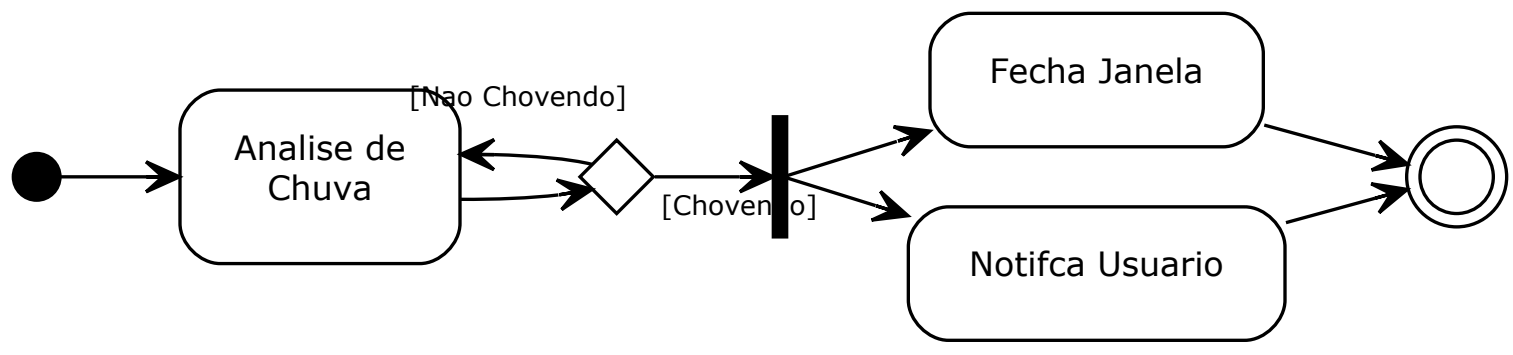 [Nao Chovendo]
Analise de
Chuva
[Chovendo]
Fecha Janela
Notifca Usuario